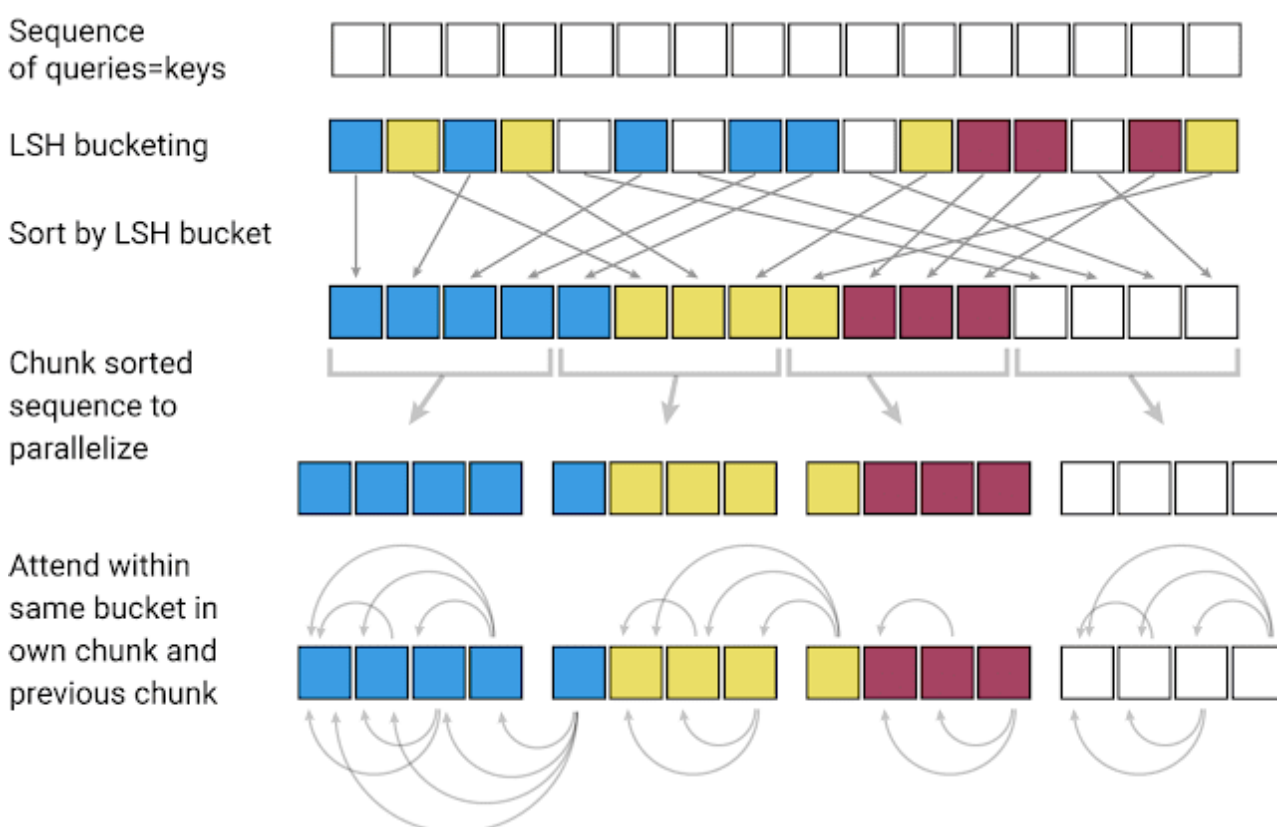 Sequence
of queries=keys
LSH bucketing
Sort by LSH bucket
Chunk sorted
sequence to
parallelize
Attend within
same bucket in
own chunk and
previous chunk